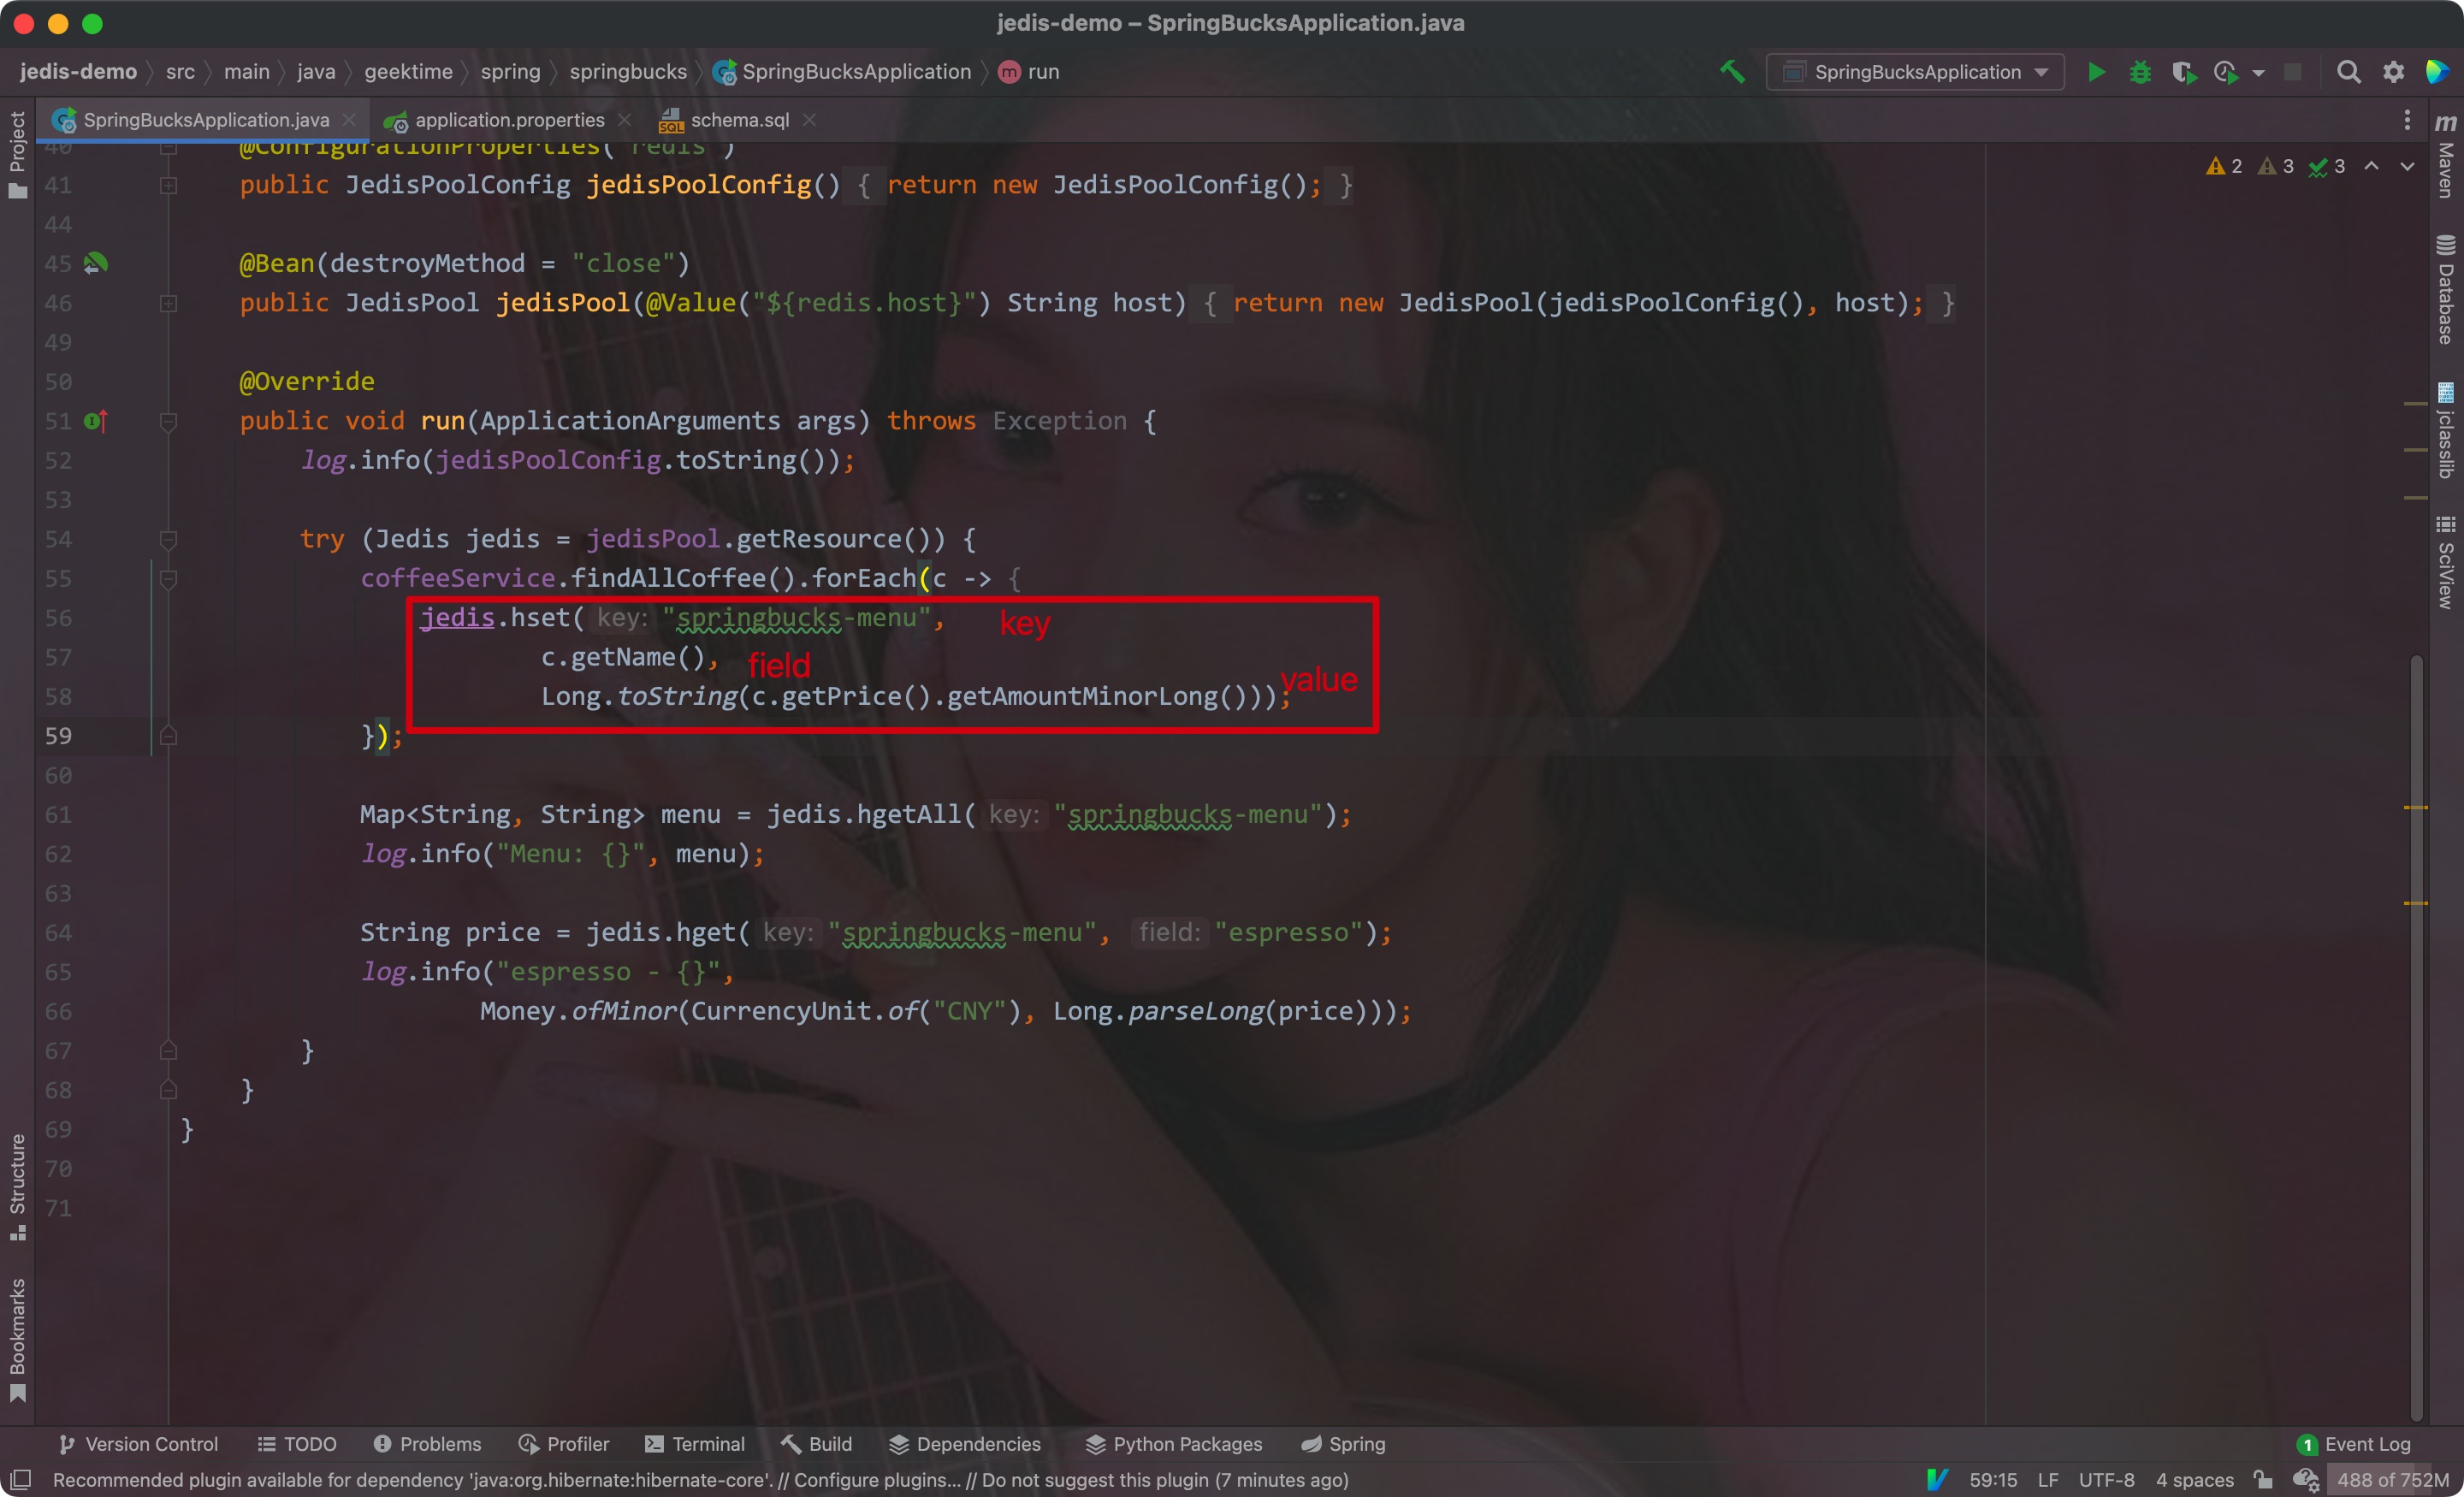 jedis-demo – SpringBucksApplication.java
jedis-demo src main java geektime spring springbucks SpringBucksApplication m run SpringBucksApplication
SpringBucksApplication.java application.properties SQL schema.sql
Project
m Maven
Database
jclasslib
SciView
Structure
Bookmarks
2 3 3
40 @ConfigurationProperties("redis")
41 public JedisPoolConfig jedisPoolConfig() { return new JedisPoolConfig(); }
44
45 @Bean(destroyMethod = "close")
46 public JedisPool jedisPool(@Value("${redis.host}") String host) { return new JedisPool(jedisPoolConfig(), host); }
49
50 @Override
51 public void run(ApplicationArguments args) throws Exception {
52 log.info(jedisPoolConfig.toString());
53
54 try (Jedis jedis = jedisPool.getResource()) {
55 coffeeService.findAllCoffee().forEach(c -> {
56 jedis.hset( key: "springbucks-menu", key
57 c.getName(), field
58 Long.toString(c.getPrice().getAmountMinorLong())); value
59 });
60
61 Map<String, String> menu = jedis.hgetAll( key: "springbucks-menu");
62 log.info("Menu: {}", menu);
63
64 String price = jedis.hget( key: "springbucks-menu", field: "espresso");
65 log.info("espresso - {}",
66 Money.ofMinor(CurrencyUnit.of("CNY"), Long.parseLong(price)));
67 }
68 }
69 }
70
71
Version Control TODO Problems Profiler Terminal Build Dependencies Python Packages Spring 1 Event Log
Recommended plugin available for dependency 'java:org.hibernate:hibernate-core'. // Configure plugins... // Do not suggest this plugin (7 minutes ago) 59:15 LF UTF-8 4 spaces 488 of 752M